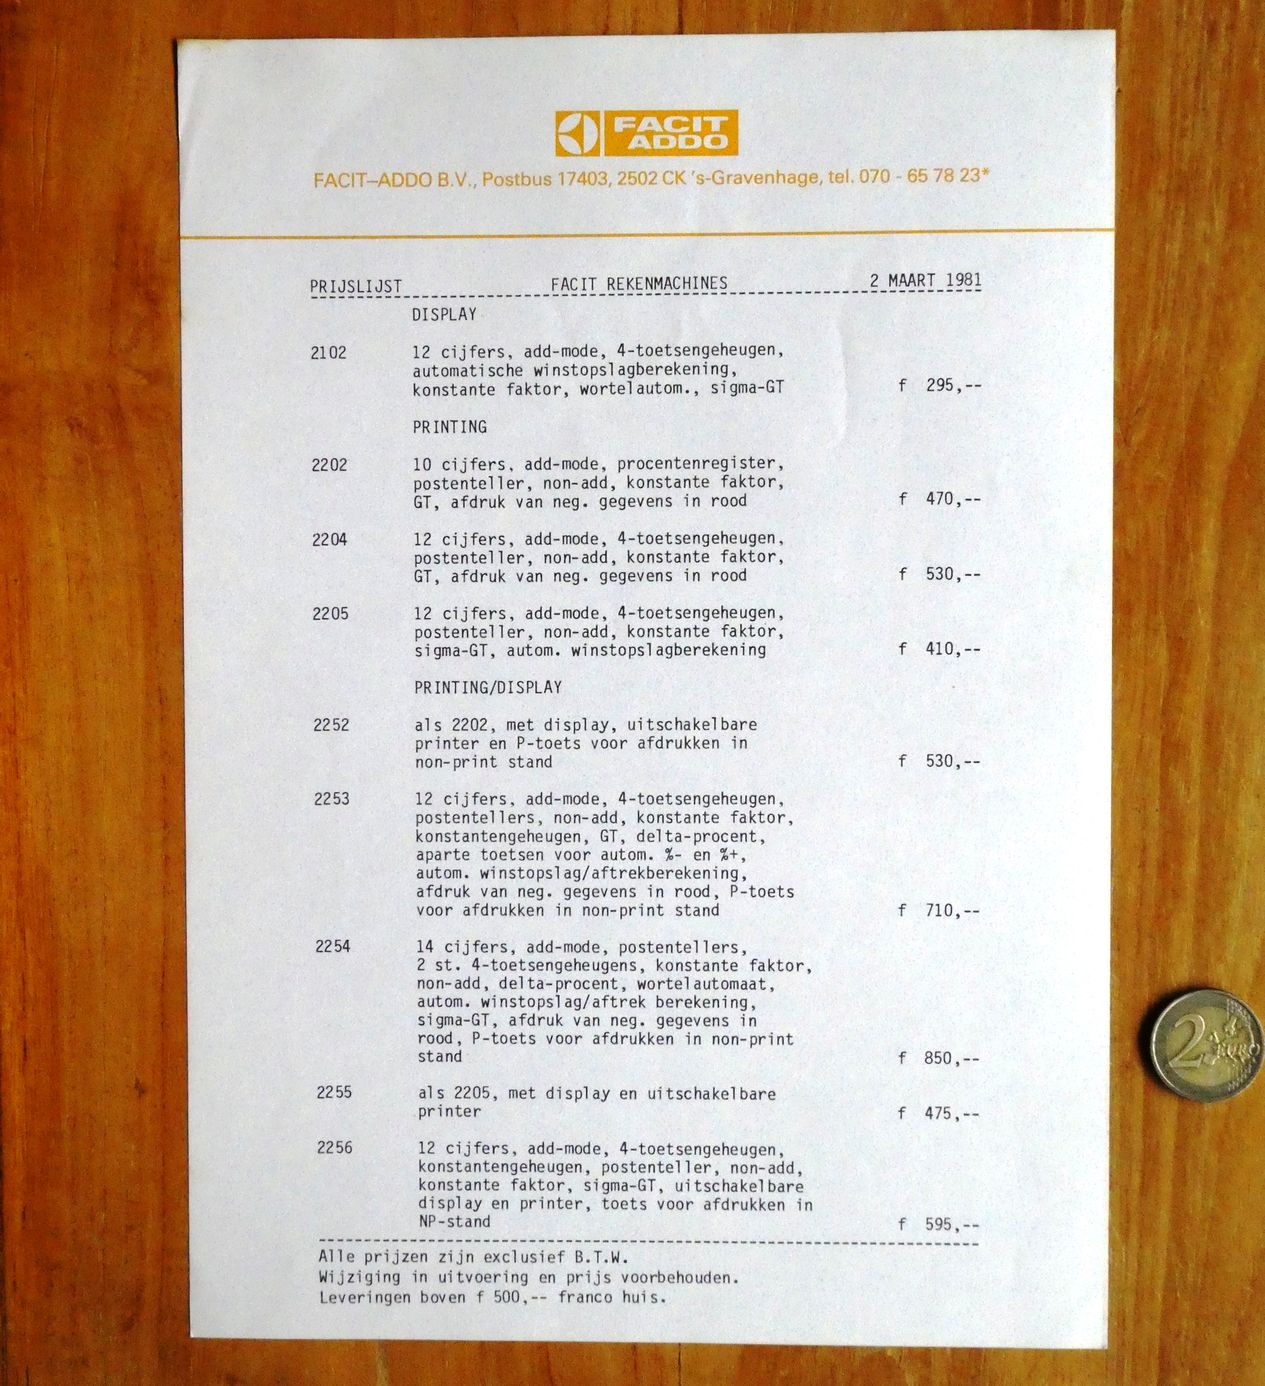 FACIT
ADDO
FACIT–ADDO B.V., Postbus 17403, 2502 CK 's-Gravenhage, tel. 070 - 65 78 23*
PRIJSLIJST FACIT REKENMACHINES 2 MAART 1981
DISPLAY
2102 12 cijfers, add-mode, 4-toetsengeheugen,
automatische winstopslagberekening,
konstante faktor, wortelautom., sigma-GT f 295,--
PRINTING
2202 10 cijfers, add-mode, procentenregister,
postenteller, non-add, konstante faktor,
GT, afdruk van neg. gegevens in rood f 470,--
2204 12 cijfers, add-mode, 4-toetsengeheugen,
postenteller, non-add, konstante faktor,
GT, afdruk van neg. gegevens in rood f 530,--
2205 12 cijfers, add-mode, 4-toetsengeheugen,
postenteller, non-add, konstante faktor,
sigma-GT, autom. winstopslagberekening f 410,--
PRINTING/DISPLAY
2252 als 2202, met display, uitschakelbare
printer en P-toets voor afdrukken in
non-print stand f 530,--
2253 12 cijfers, add-mode, 4-toetsengeheugen,
postentellers, non-add, konstante faktor,
konstantengeheugen, GT, delta-procent,
aparte toetsen voor autom. %- en %+,
autom. winstopslag/aftrekberekening,
afdruk van neg. gegevens in rood, P-toets
voor afdrukken in non-print stand f 710,--
2254 14 cijfers, add-mode, postentellers,
2 st. 4-toetsengeheugens, konstante faktor,
non-add, delta-procent, wortelautomaat,
autom. winstopslag/aftrek berekening,
sigma-GT, afdruk van neg. gegevens in
rood, P-toets voor afdrukken in non-print
stand f 850,--
2255 als 2205, met display en uitschakelbare
printer f 475,--
2256 12 cijfers, add-mode, 4-toetsengeheugen,
konstantengeheugen, postenteller, non-add,
konstante faktor, sigma-GT, uitschakelbare
display en printer, toets voor afdrukken in
NP-stand f 595,--
Alle prijzen zijn exclusief B.T.W.
Wijziging in uitvoering en prijs voorbehouden.
Leveringen boven f 500,-- franco huis.
2 EURO